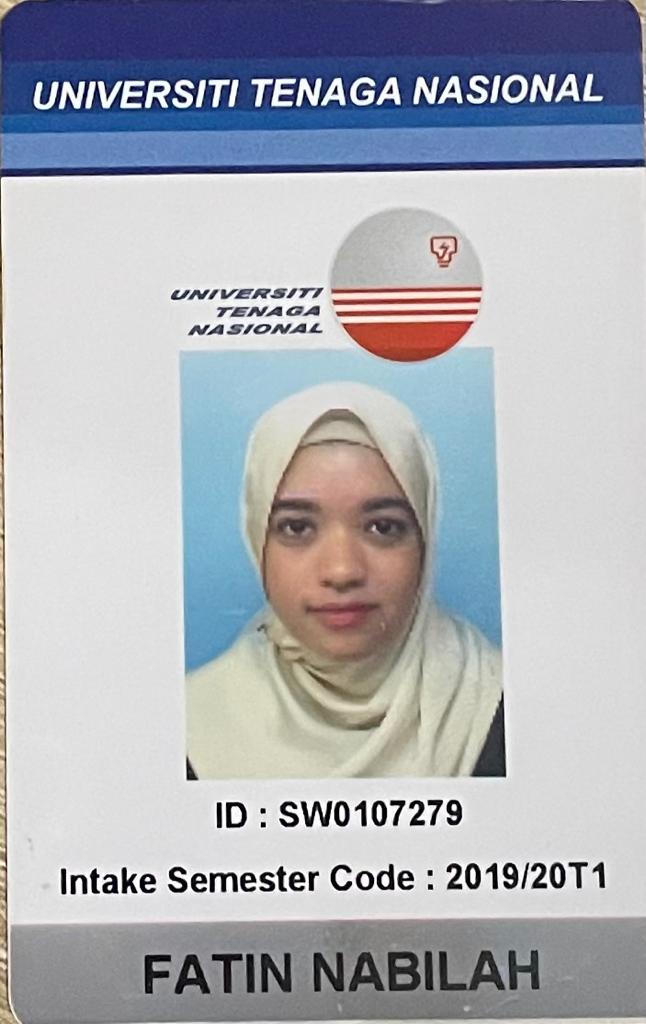 UNIVERSITI TENAGA NASIONAL
UNIVERSITI
TENAGA
NASIONAL
ID : SW0107279
Intake Semester Code : 2019/20T1
FATIN NABILAH